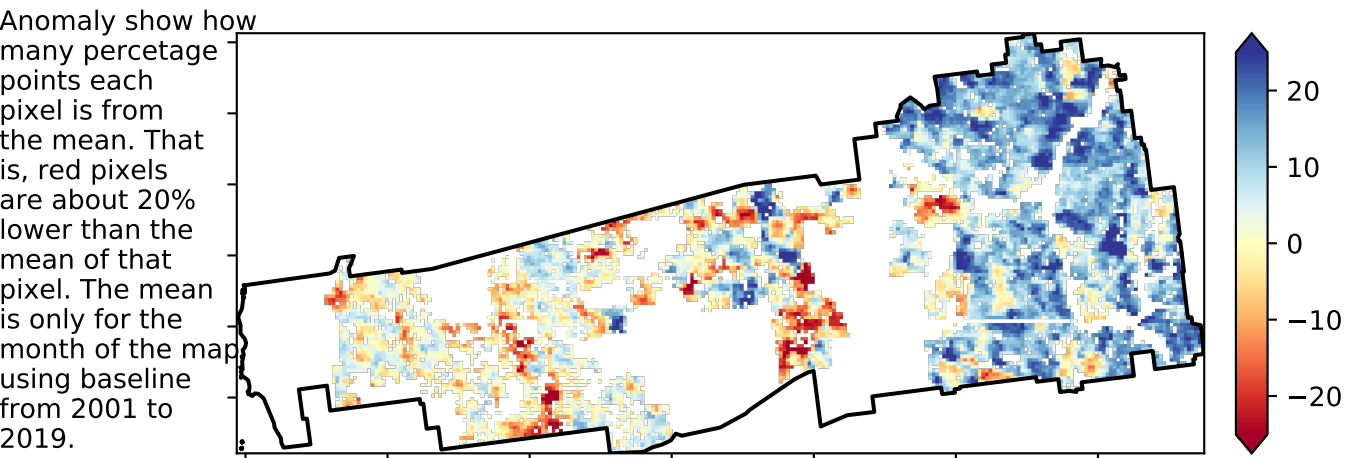 Anomaly show how
many percetage
points each
pixel is from
the mean. That
is, red pixels
are about 20%
lower than the
mean of that
pixel. The mean
is only for the
month of the map
using baseline
from 2001 to
2019.
20
10
0
−10
−20